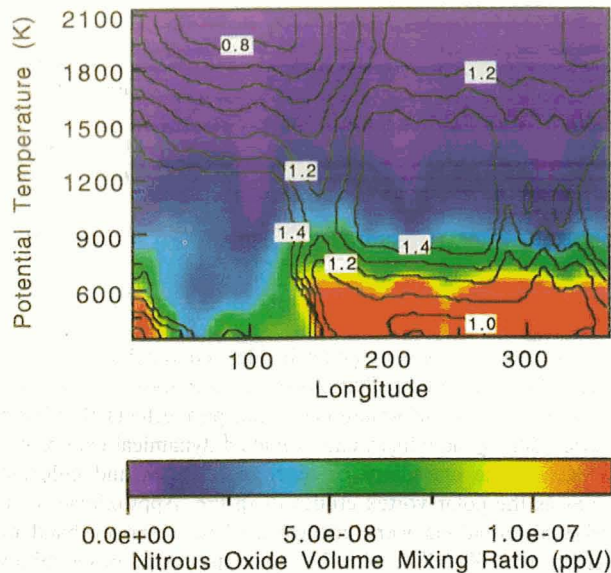 2100
1800
1500
1200
900
600
Potential Temperature (K)
0.8
1.2
1.2
1.4
1.4
1.2
1.0
100
200
300
Longitude
0.0e+00
5.0e-08
1.0e-07
Nitrous Oxide Volume Mixing Ratio (ppV)